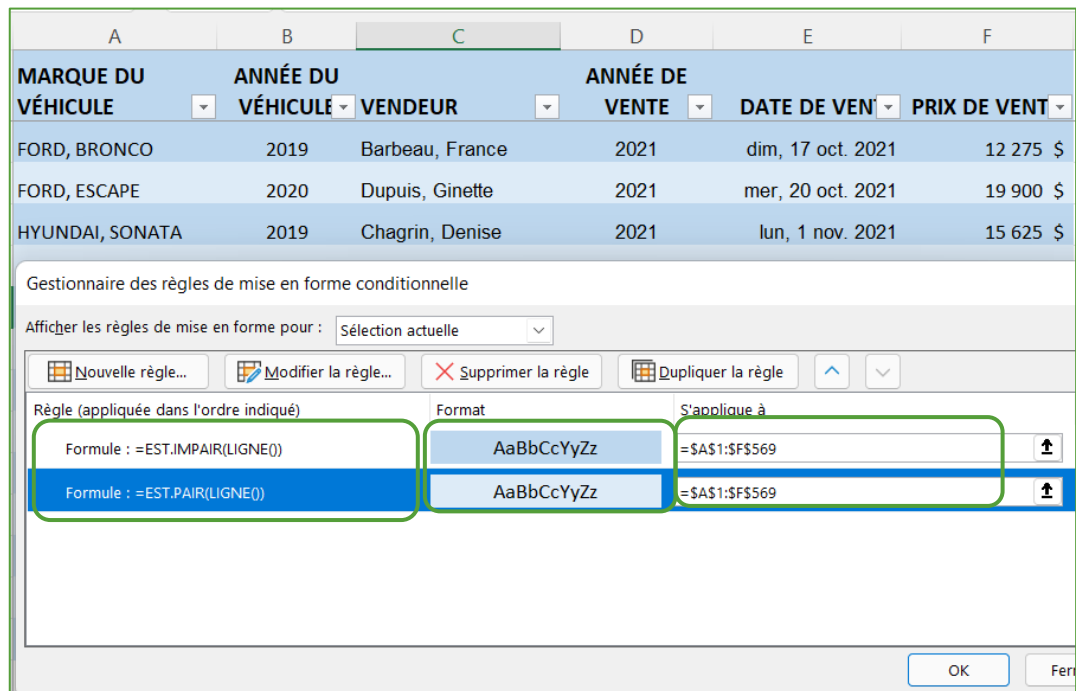 A B C D E F
MARQUE DU ANNÉE DU ANNÉE DE
VÉHICULE VÉHICULE VENDEUR VENTE DATE DE VENT PRIX DE VENT
FORD, BRONCO 2019 Barbeau, France 2021 dim, 17 oct. 2021 12 275 $
FORD, ESCAPE 2020 Dupuis, Ginette 2021 mer, 20 oct. 2021 19 900 $
HYUNDAI, SONATA 2019 Chagrin, Denise 2021 lun, 1 nov. 2021 15 625 $
Gestionnaire des règles de mise en forme conditionnelle
Afficher les règles de mise en forme pour : Sélection actuelle
Nouvelle règle... Modifier la règle... Supprimer la règle Dupliquer la règle
Règle (appliquée dans l'ordre indiqué) Format S'applique à
Formule : =EST.IMPAIR(LIGNE()) AaBbCcYyZz =$A$1:$F$569
Formule : =EST.PAIR(LIGNE()) AaBbCcYyZz =$A$1:$F$569
OK Fer